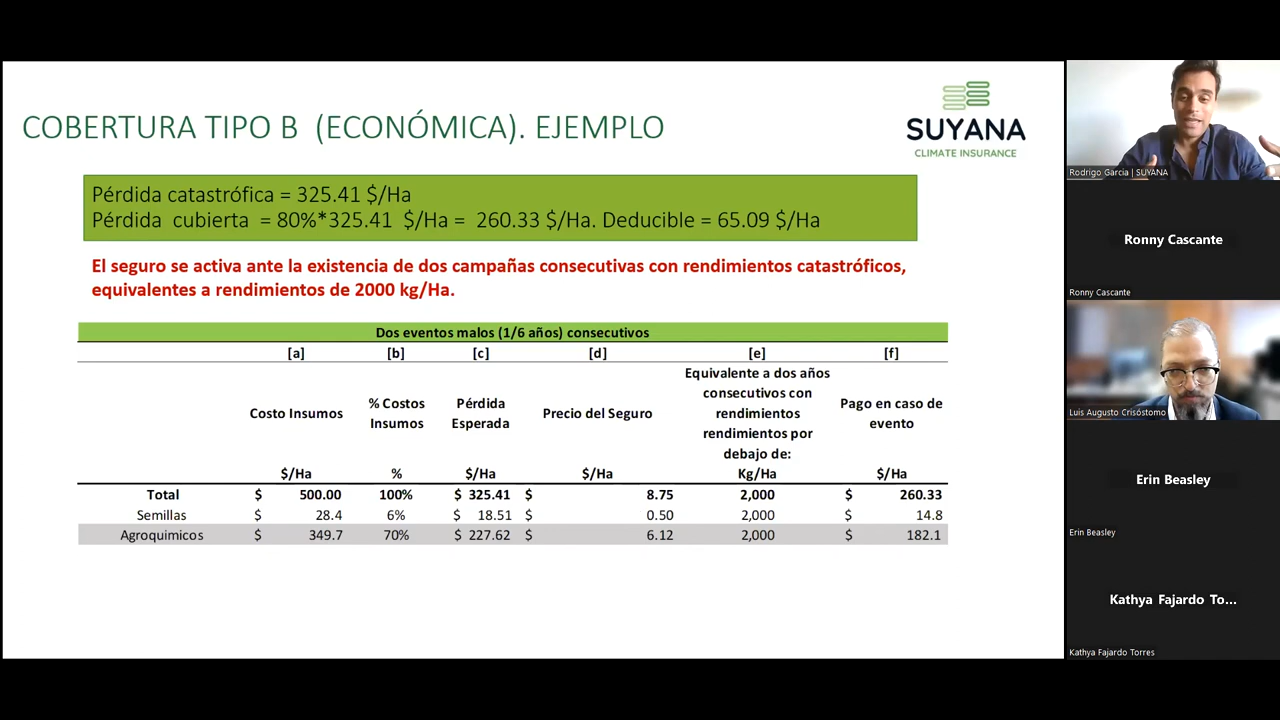 COBERTURA TIPO B (ECONÓMICA). EJEMPLO
SUYANA
CLIMATE INSURANCE
Pérdida catastrófica = 325.41 $/Ha
Pérdida cubierta = 80%*325.41 $/Ha = 260.33 $/Ha. Deducible = 65.09 $/Ha
El seguro se activa ante la existencia de dos campañas consecutivas con rendimientos catastróficos,
equivalentes a rendimientos de 2000 kg/Ha.
Dos eventos malos (1/6 años) consecutivos
[a] [b] [c] [d] [e] [f]
Costo Insumos
% Costos
Insumos
Pérdida
Esperada
Precio del Seguro
Equivalente a dos años
consecutivos con
rendimientos
rendimientos por
debajo de:
Pago en caso de
evento
$/Ha % $/Ha $/Ha Kg/Ha $/Ha
Total $ 500.00 100% $ 325.41 $ 8.75 2,000 $ 260.33
Semillas $ 28.4 6% $ 18.51 $ 0.50 2,000 $ 14.8
Agroquimicos $ 349.7 70% $ 227.62 $ 6.12 2,000 $ 182.1
Rodrigo Garcia | SUYANA
Ronny Cascante
Ronny Cascante
Luis Augusto Crisóstomo
Erin Beasley
Erin Beasley
Kathya Fajardo To...
Kathya Fajardo Torres